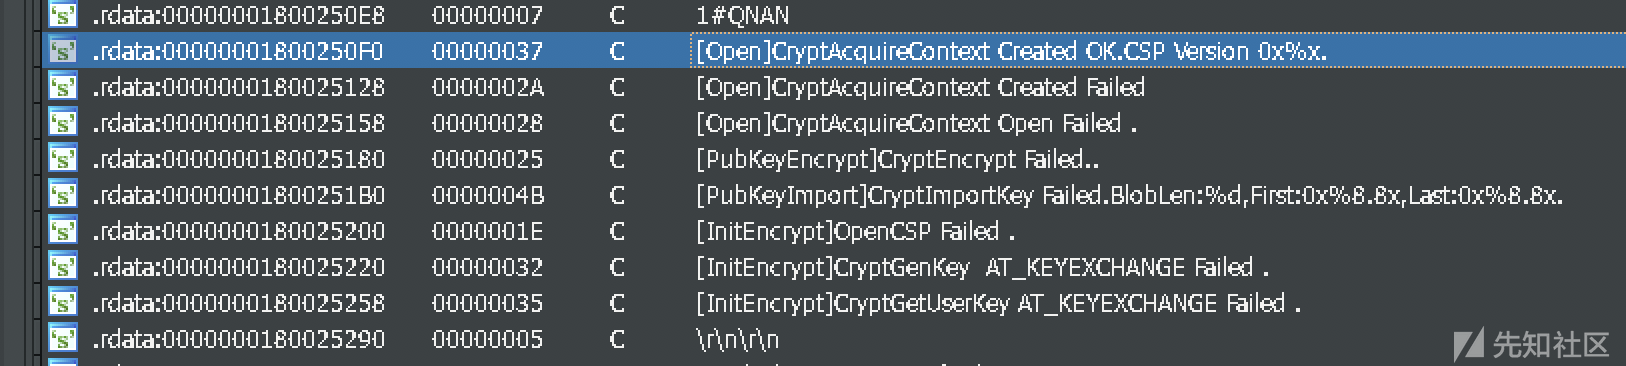 's' .rdata:00000001800250E8 00000007 C 1#QNAN
's' .rdata:00000001800250F0 00000037 C [Open]CryptAcquireContext Created OK.CSP Version 0x%x.
's' .rdata:0000000180025128 0000002A C [Open]CryptAcquireContext Created Failed
's' .rdata:0000000180025158 00000028 C [Open]CryptAcquireContext Open Failed .
's' .rdata:0000000180025180 00000025 C [PubKeyEncrypt]CryptEncrypt Failed..
's' .rdata:00000001800251B0 0000004B C [PubKeyImport]CryptImportKey Failed.BlobLen:%d,First:0x%8.8x,Last:0x%8.8x.
's' .rdata:0000000180025200 0000001E C [InitEncrypt]OpenCSP Failed .
's' .rdata:0000000180025220 00000032 C [InitEncrypt]CryptGenKey  AT_KEYEXCHANGE Failed .
's' .rdata:0000000180025258 00000035 C [InitEncrypt]CryptGetUserKey AT_KEYEXCHANGE Failed .
's' .rdata:0000000180025290 00000005 C \r\n\r\n
先知社区